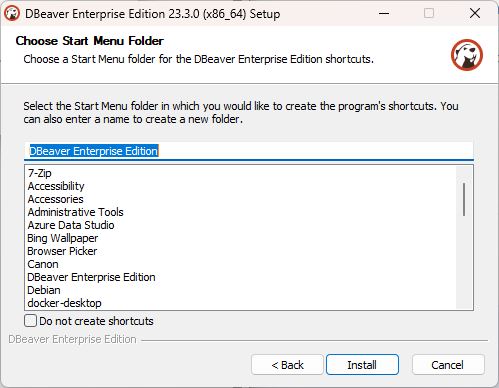 DBeaver Enterprise Edition 23.3.0 (x86_64) Setup
Choose Start Menu Folder
Choose a Start Menu folder for the DBeaver Enterprise Edition shortcuts.
Select the Start Menu folder in which you would like to create the program's shortcuts. You
can also enter a name to create a new folder.
DBeaver Enterprise Edition
7-Zip
Accessibility
Accessories
Administrative Tools
Azure Data Studio
Bing Wallpaper
Browser Picker
Canon
DBeaver Enterprise Edition
Debian
docker-desktop
Do not create shortcuts
DBeaver Enterprise Edition
< Back
Install
Cancel